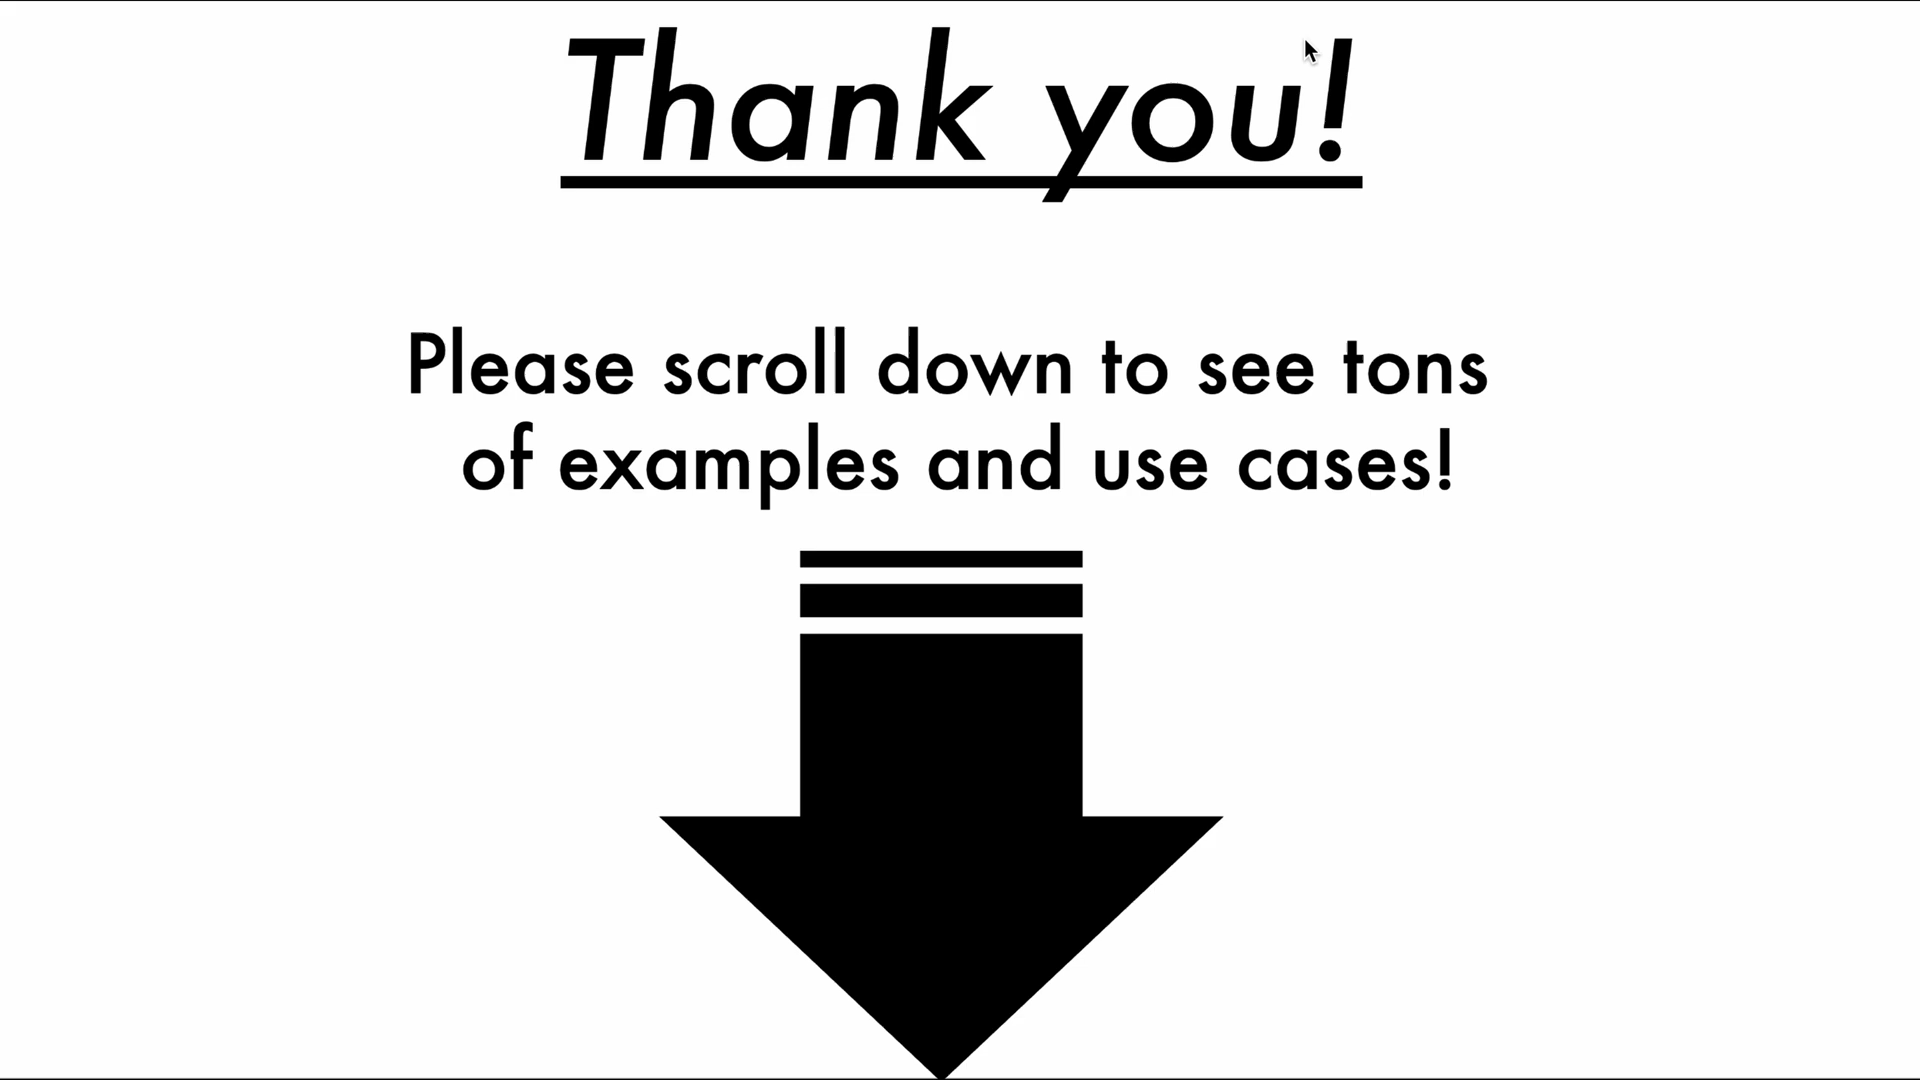 Thank you!
Please scroll down to see tons
of examples and use cases!